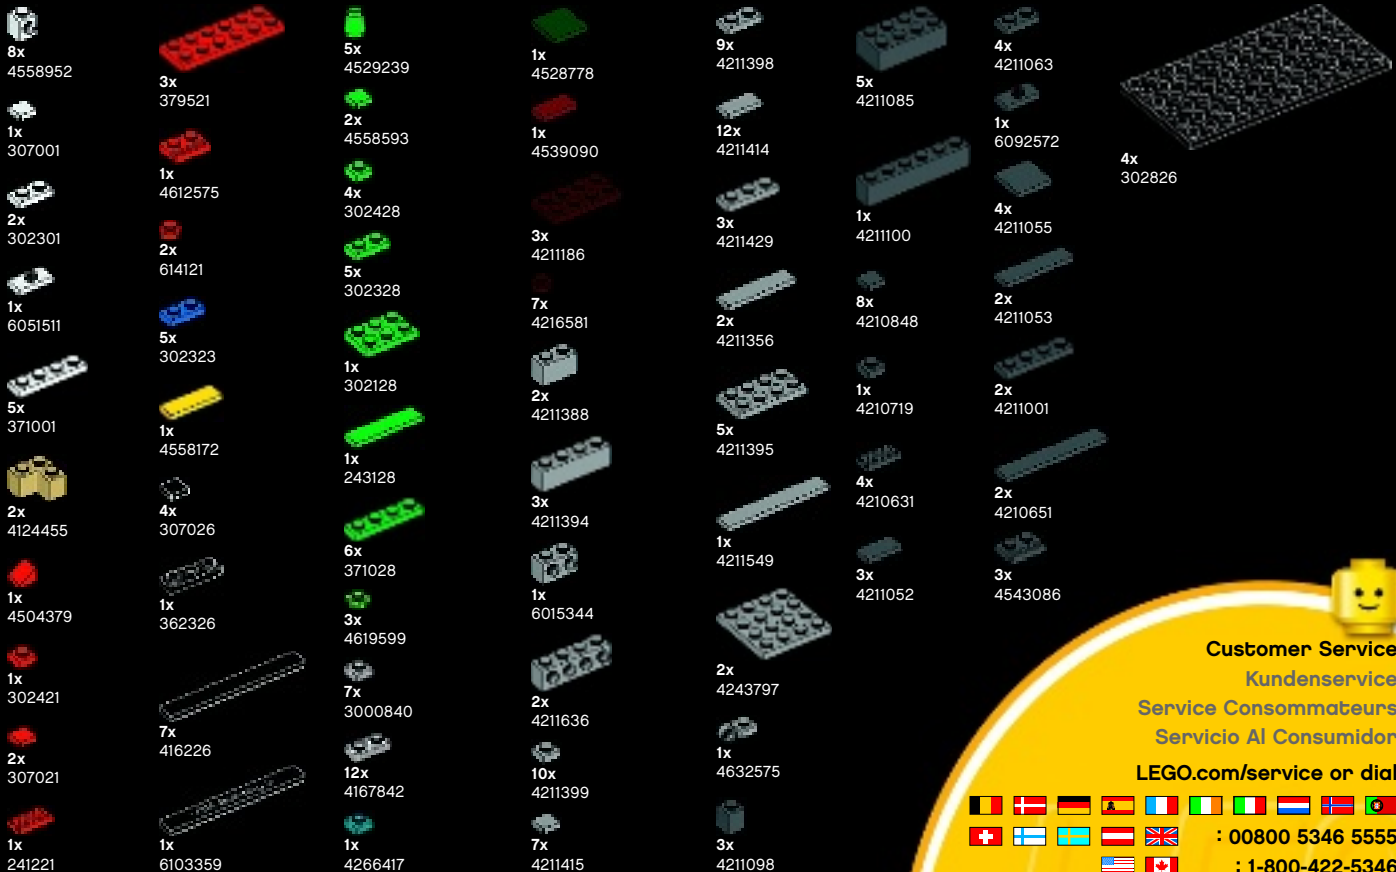 8x
4558952
1x
307001
2x
302301
1x
6051511
5x
371001
2x
4124455
1x
4504379
1x
302421
2x
307021
1x
241221
3x
379521
1x
4612575
2x
614121
5x
302323
1x
4558172
4x
307026
1x
362326
7x
416226
1x
6103359
5x
4529239
2x
4558593
4x
302428
5x
302328
1x
302128
1x
243128
6x
371028
3x
4619599
7x
3000840
12x
4167842
1x
4266417
1x
4528778
1x
4539090
3x
4211186
7x
4216581
2x
4211388
3x
4211394
1x
6015344
2x
4211636
10x
4211399
7x
4211415
9x
4211398
12x
4211414
3x
4211429
2x
4211356
5x
4211395
1x
4211549
2x
4243797
1x
4632575
3x
4211098
5x
4211085
1x
4211100
8x
4210848
1x
4210719
4x
4210631
3x
4211052
4x
4211063
1x
6092572
4x
4211055
2x
4211053
2x
4211001
2x
4210651
3x
4543086
4x
302826
Customer Service
Kundenservice
Service Consommateurs
Servicio Al Consumidor
LEGO.com/service or dial
: 00800 5346 5555
: 1-800-422-5346